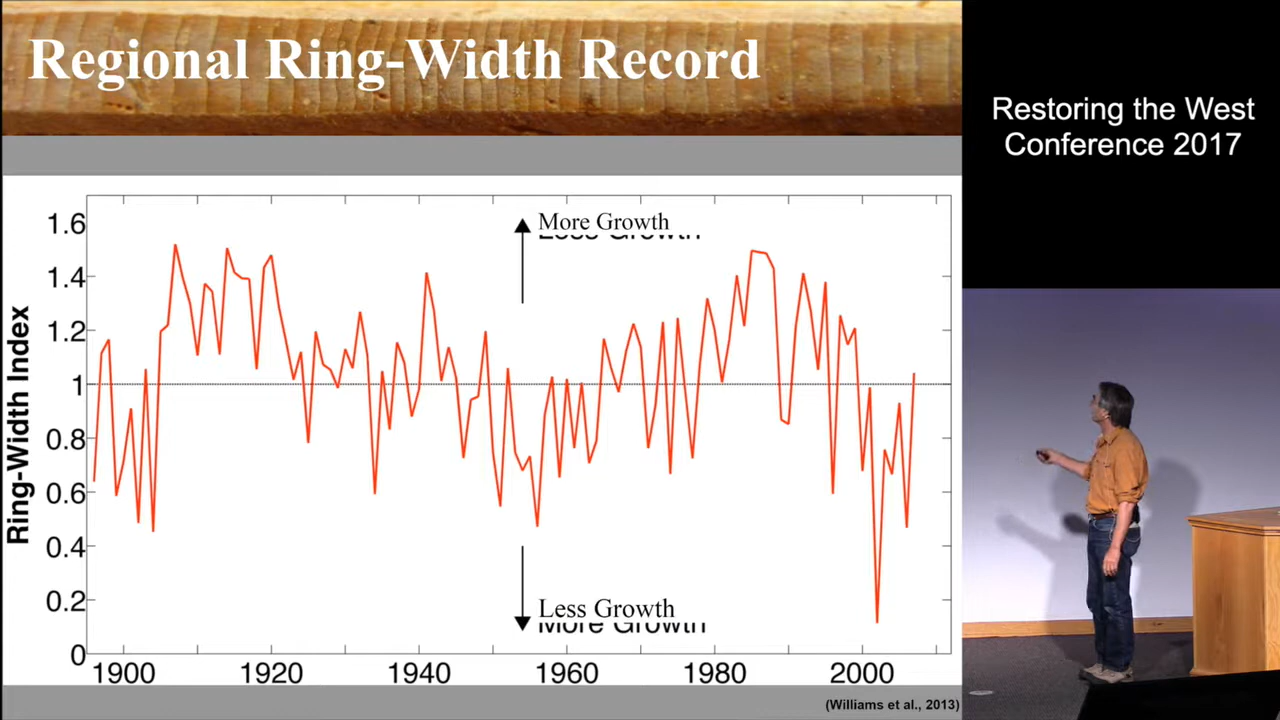 Regional Ring-Width Record
Restoring the West
Conference 2017
Ring-Width Index
1.6
1.4
1.2
1
0.8
0.6
0.4
0.2
0
More Growth
Less Growth
Less Growth
More Growth
1900
1920
1940
1960
1980
2000
(Williams et al., 2013)